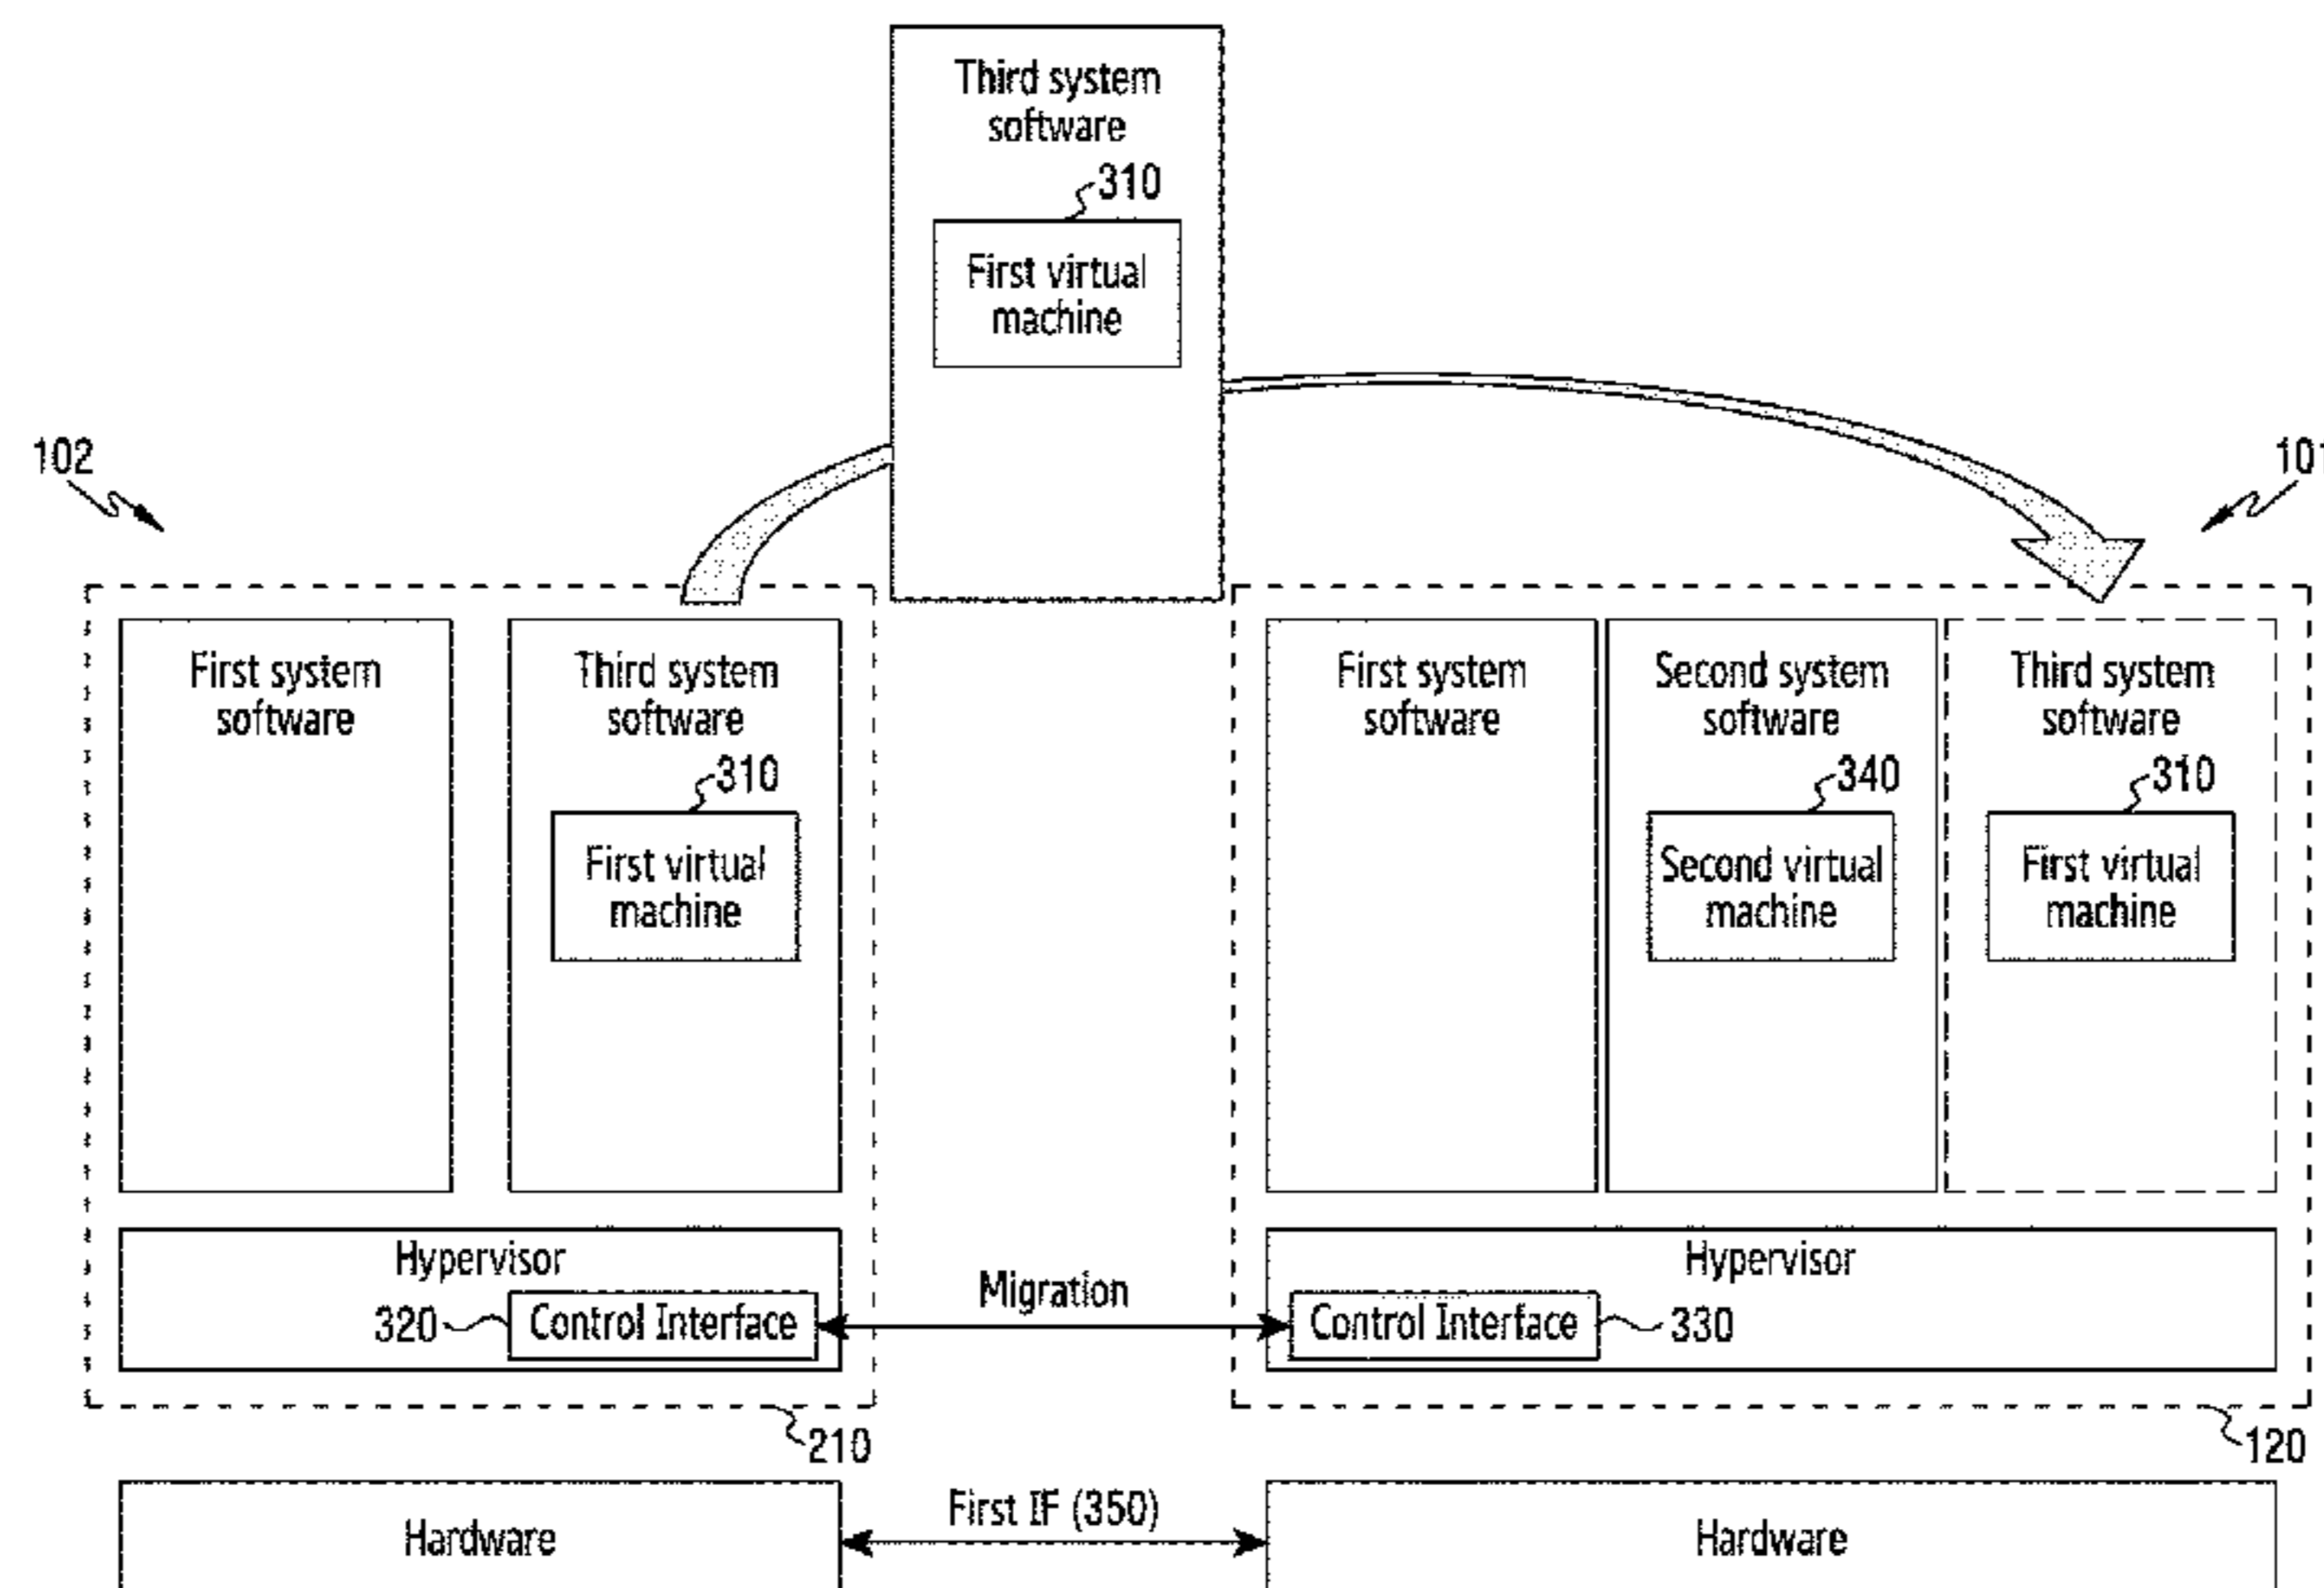 Third system
software
310
First virtual
machine
102
101
First system
software
Third system
software
310
First virtual
machine
First system
software
Second system
software
340
Second virtual
machine
Third system
software
310
First virtual
machine
Hypervisor
320
Control Interface
Migration
Hypervisor
Control Interface
330
210
120
Hardware
First IF (350)
Hardware